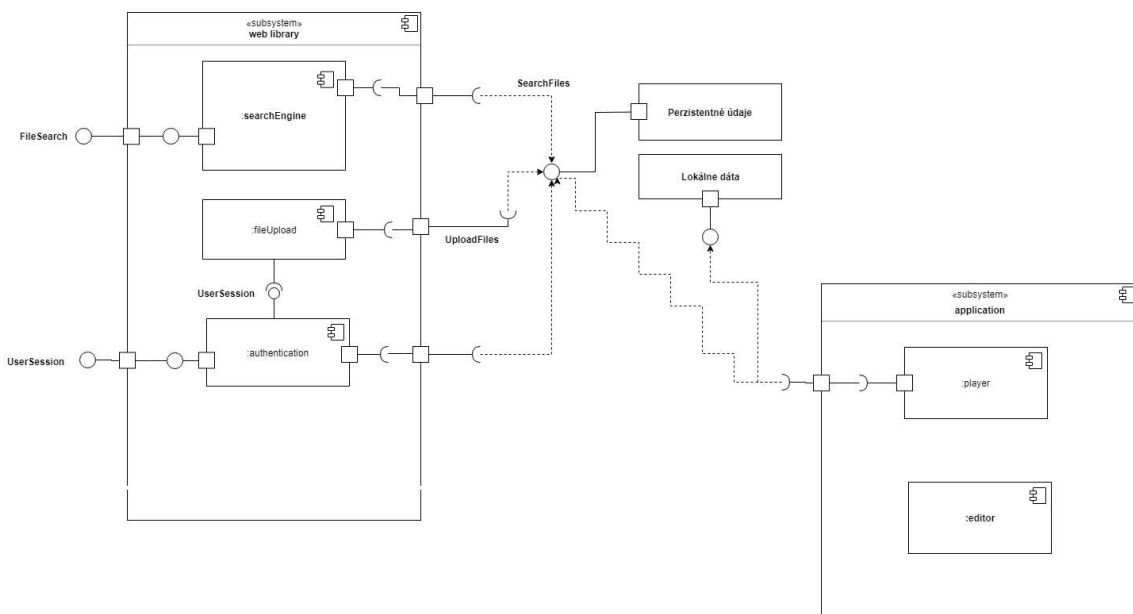 «subsystem»
web library
SearchFiles
:searchEngine
Perzistentné údaje
FileSearch
Lokálne dáta
:fileUpload
UploadFiles
UserSession
«subsystem»
application
:authentication
UserSession
:player
:editor